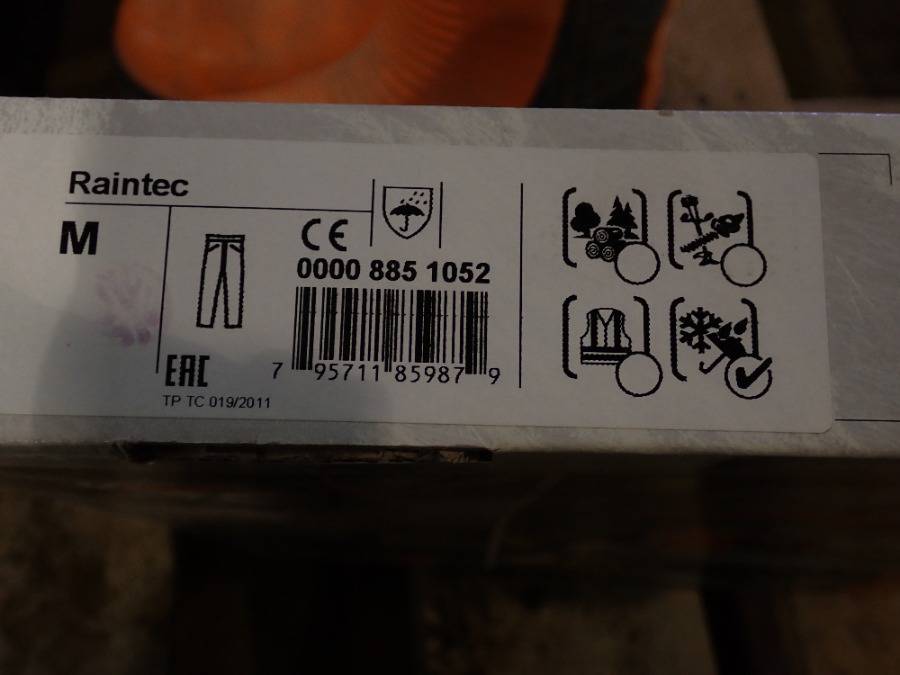 Raintec
M
CE
0000 885 1052
7 95711 85987 9
EAC
TP TC 019/2011